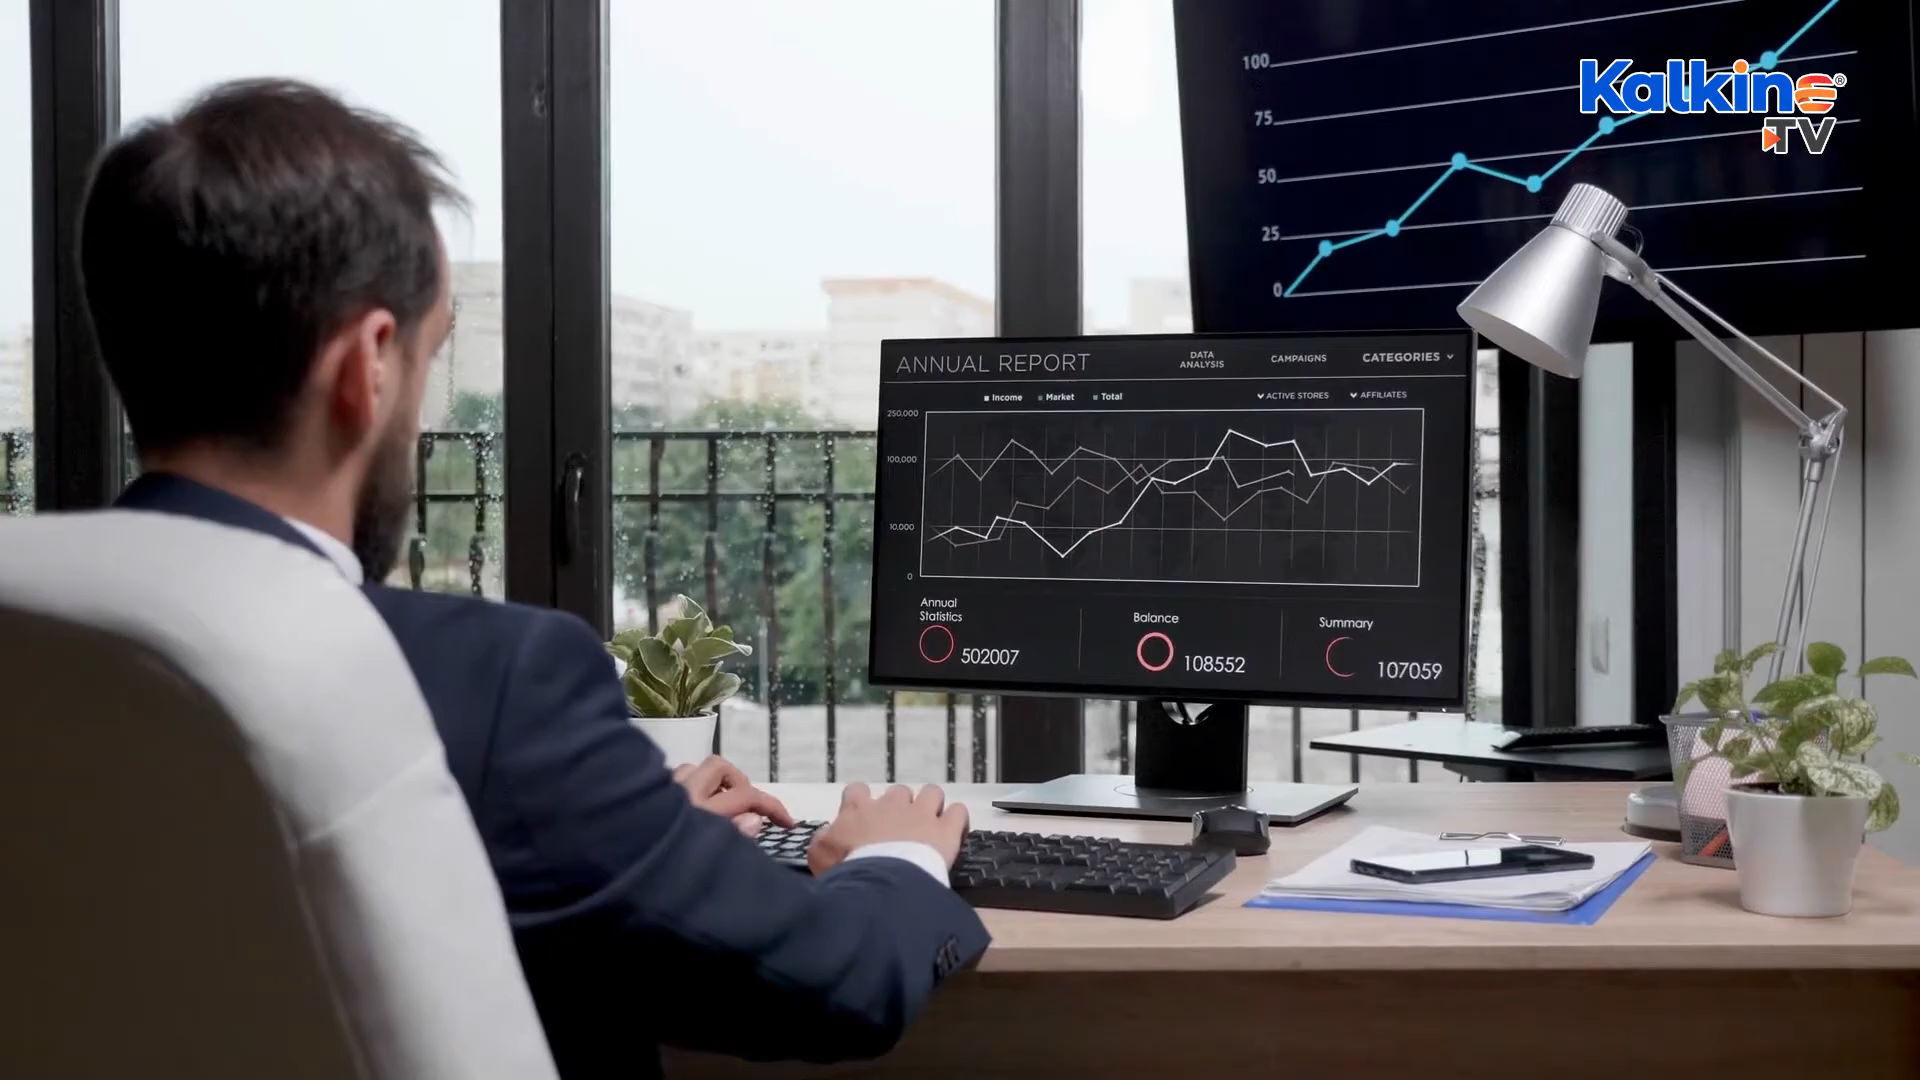 Kalkine®
TV
100
75
50
25
0
ANNUAL REPORT
DATA
ANALYSIS
CAMPAIGNS
CATEGORIES
Income
Market
Total
ACTIVE STORES
AFFILIATES
250,000
100,000
10,000
0
Annual
Statistics
502007
Balance
108552
Summary
107059